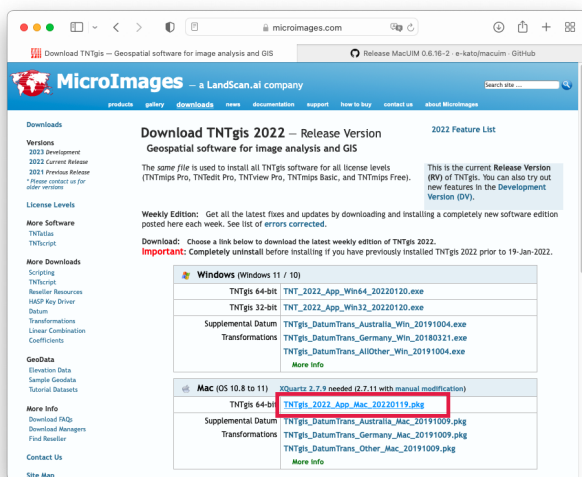 microimages.com
Download TNTgis — Geospatial software for image analysis and GIS
Release MacUIM 0.6.16-2 · e-kato/macuim · GitHub
MicroImages — a LandScan.ai company
Search site ...
products gallery downloads news documentation support how to buy contact us about MicroImages
Downloads
Versions
2023 Development
2022 Current Release
2021 Previous Release
* Please contact us for
older versions
License Levels
More Software
TNTatlas
TNTscript
More Downloads
Scripting
TNTscript
Reseller Resources
HASP Key Driver
Datum
Transformations
Linear Combination
Coefficients
GeoData
Elevation Data
Sample Geodata
Tutorial Datasets
More Info
Download FAQs
Download Managers
Find Reseller
Contact Us
Site Map
Download TNTgis 2022 — Release Version
Geospatial software for image analysis and GIS
2022 Feature List
The same file is used to install all TNTgis software for all license levels
(TNTmips Pro, TNTedit Pro, TNTview Pro, TNTmips Basic, and TNTmips Free).
This is the current Release Version
(RV) of TNTgis. You can also try out
new features in the Development
Version (DV).
Weekly Edition: Get all the latest fixes and updates by downloading and installing a completely new software edition
posted here each week. See list of errors corrected.
Download: Choose a link below to download the latest weekly edition of TNTgis 2022.
Important: Completely uninstall before installing if you have previously installed TNTgis 2022 prior to 19-Jan-2022.
Windows (Windows 11 / 10)
TNTgis 64-bit TNT_2022_App_Win64_20220120.exe
TNTgis 32-bit TNT_2022_App_Win32_20220120.exe
Supplemental Datum TNTgis_DatumTrans_Australia_Win_20191004.exe
Transformations TNTgis_DatumTrans_Germany_Win_20180321.exe
TNTgis_DatumTrans_AllOther_Win_20191004.exe
More Info
Mac (OS 10.8 to 11) XQuartz 2.7.9 needed (2.7.11 with manual modification)
TNTgis 64-bit TNTgis_2022_App_Mac_20220119.pkg
Supplemental Datum TNTgis_DatumTrans_Australia_Mac_20191009.pkg
Transformations TNTgis_DatumTrans_Germany_Mac_20191009.pkg
TNTgis_DatumTrans_Other_Mac_20191009.pkg
More Info